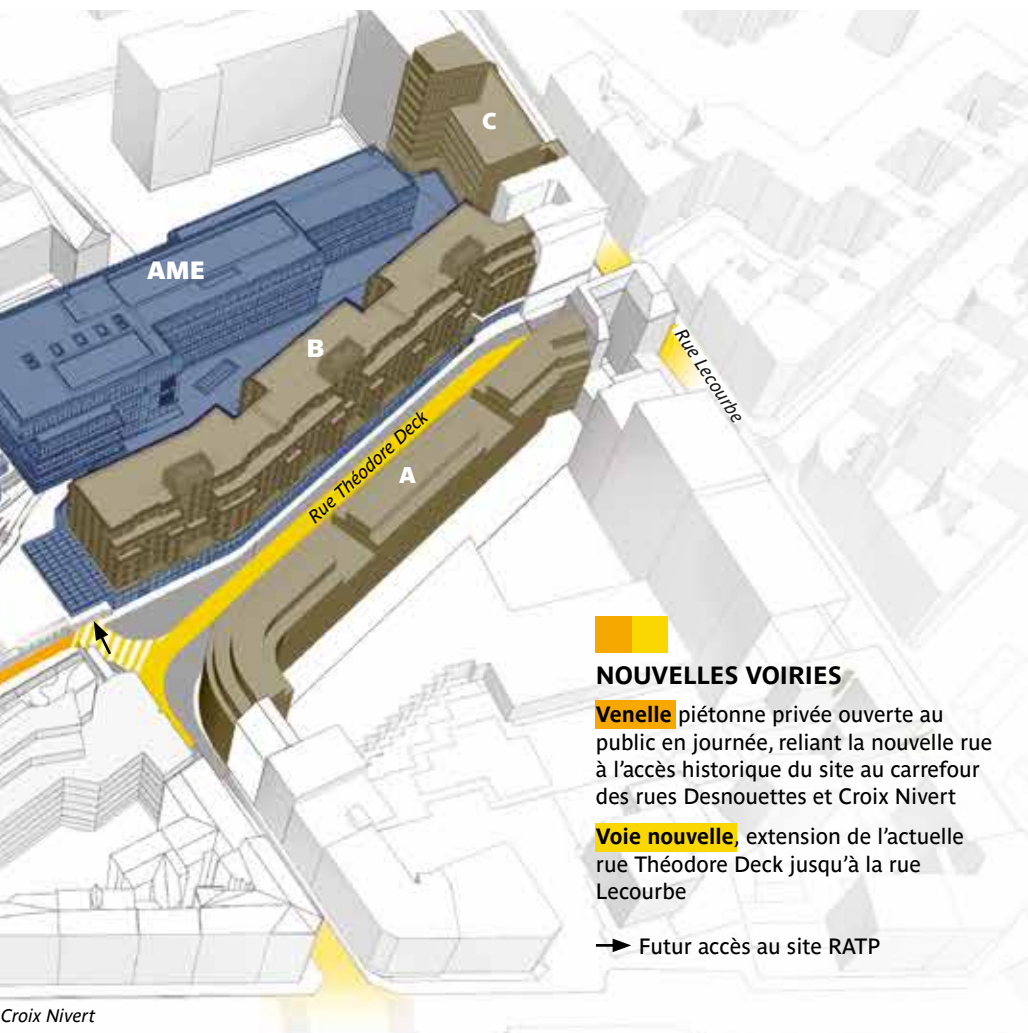 C
AME
B
Rue Lecourbe
Rue Théodore Deck
A
NOUVELLES VOIRIES
Venelle piétonne privée ouverte au
public en journée, reliant la nouvelle rue
à l’accès historique du site au carrefour
des rues Desnouettes et Croix Nivert
Voie nouvelle, extension de l’actuelle
rue Théodore Deck jusqu’à la rue
Lecourbe
Futur accès au site RATP
Croix Nivert